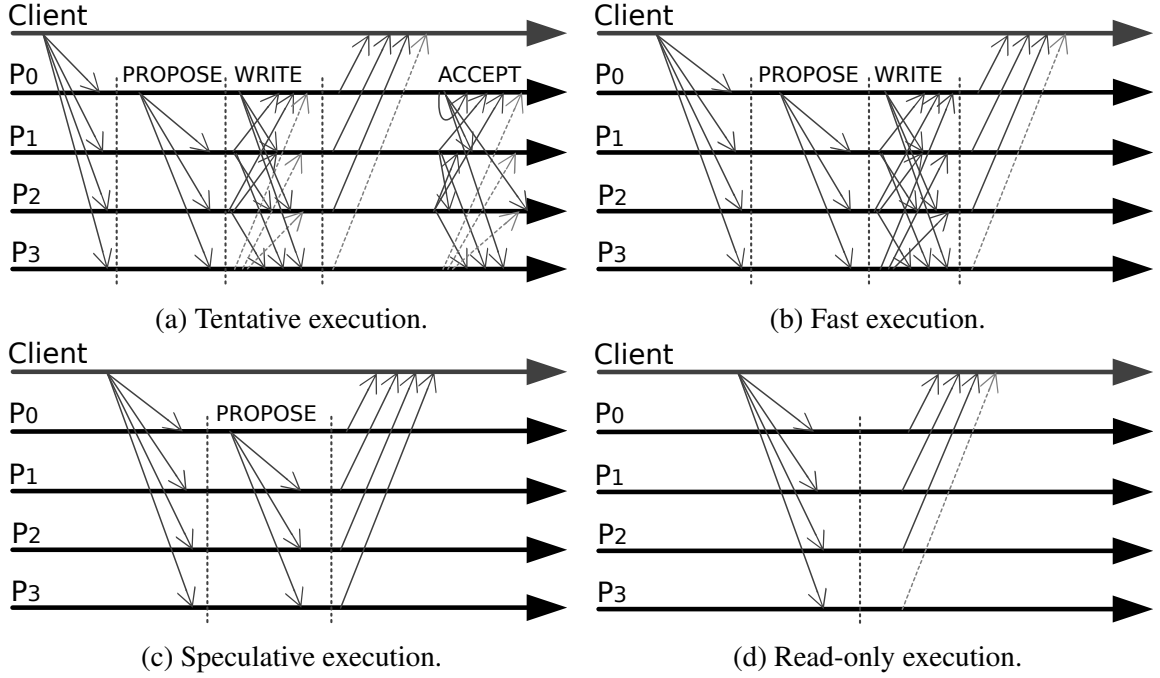 Client
P0 PROPOSE WRITE ACCEPT
P1
P2
P3
(a) Tentative execution.
Client
P0 PROPOSE WRITE
P1
P2
P3
(b) Fast execution.
Client
P0 PROPOSE
P1
P2
P3
(c) Speculative execution.
Client
P0
P1
P2
P3
(d) Read-only execution.